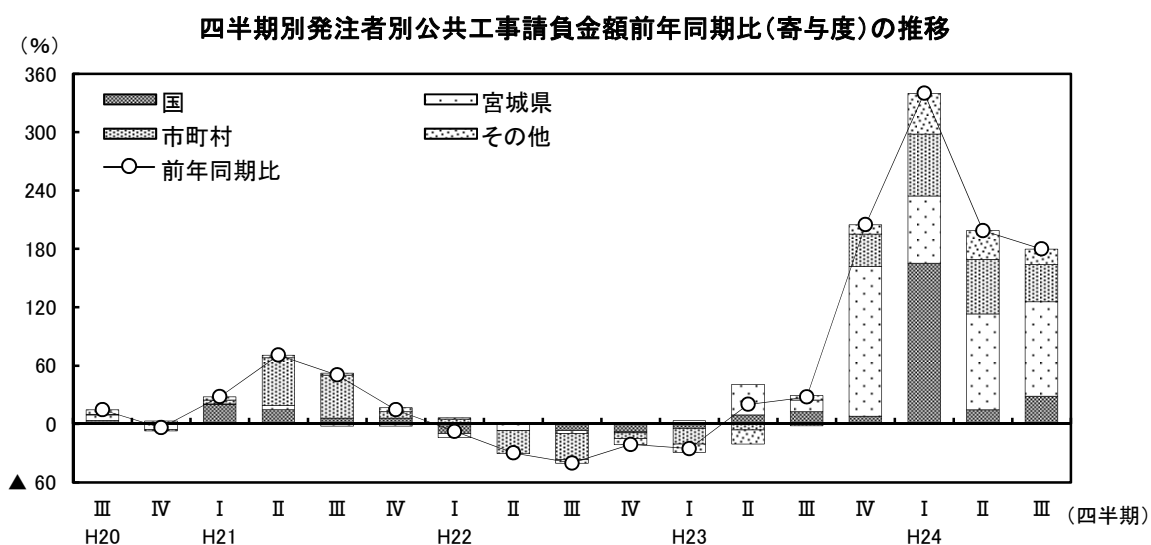 四半期別発注者別公共工事請負金額前年同期比（寄与度）の推移
（％）
360
300
240
180
120
60
0
▲ 60
国
宮城県
市町村
その他
前年同期比
Ⅲ Ⅳ Ⅰ Ⅱ Ⅲ Ⅳ Ⅰ Ⅱ Ⅲ Ⅳ Ⅰ Ⅱ Ⅲ Ⅳ Ⅰ Ⅱ Ⅲ （四半期）
H20 H21 H22 H23 H24